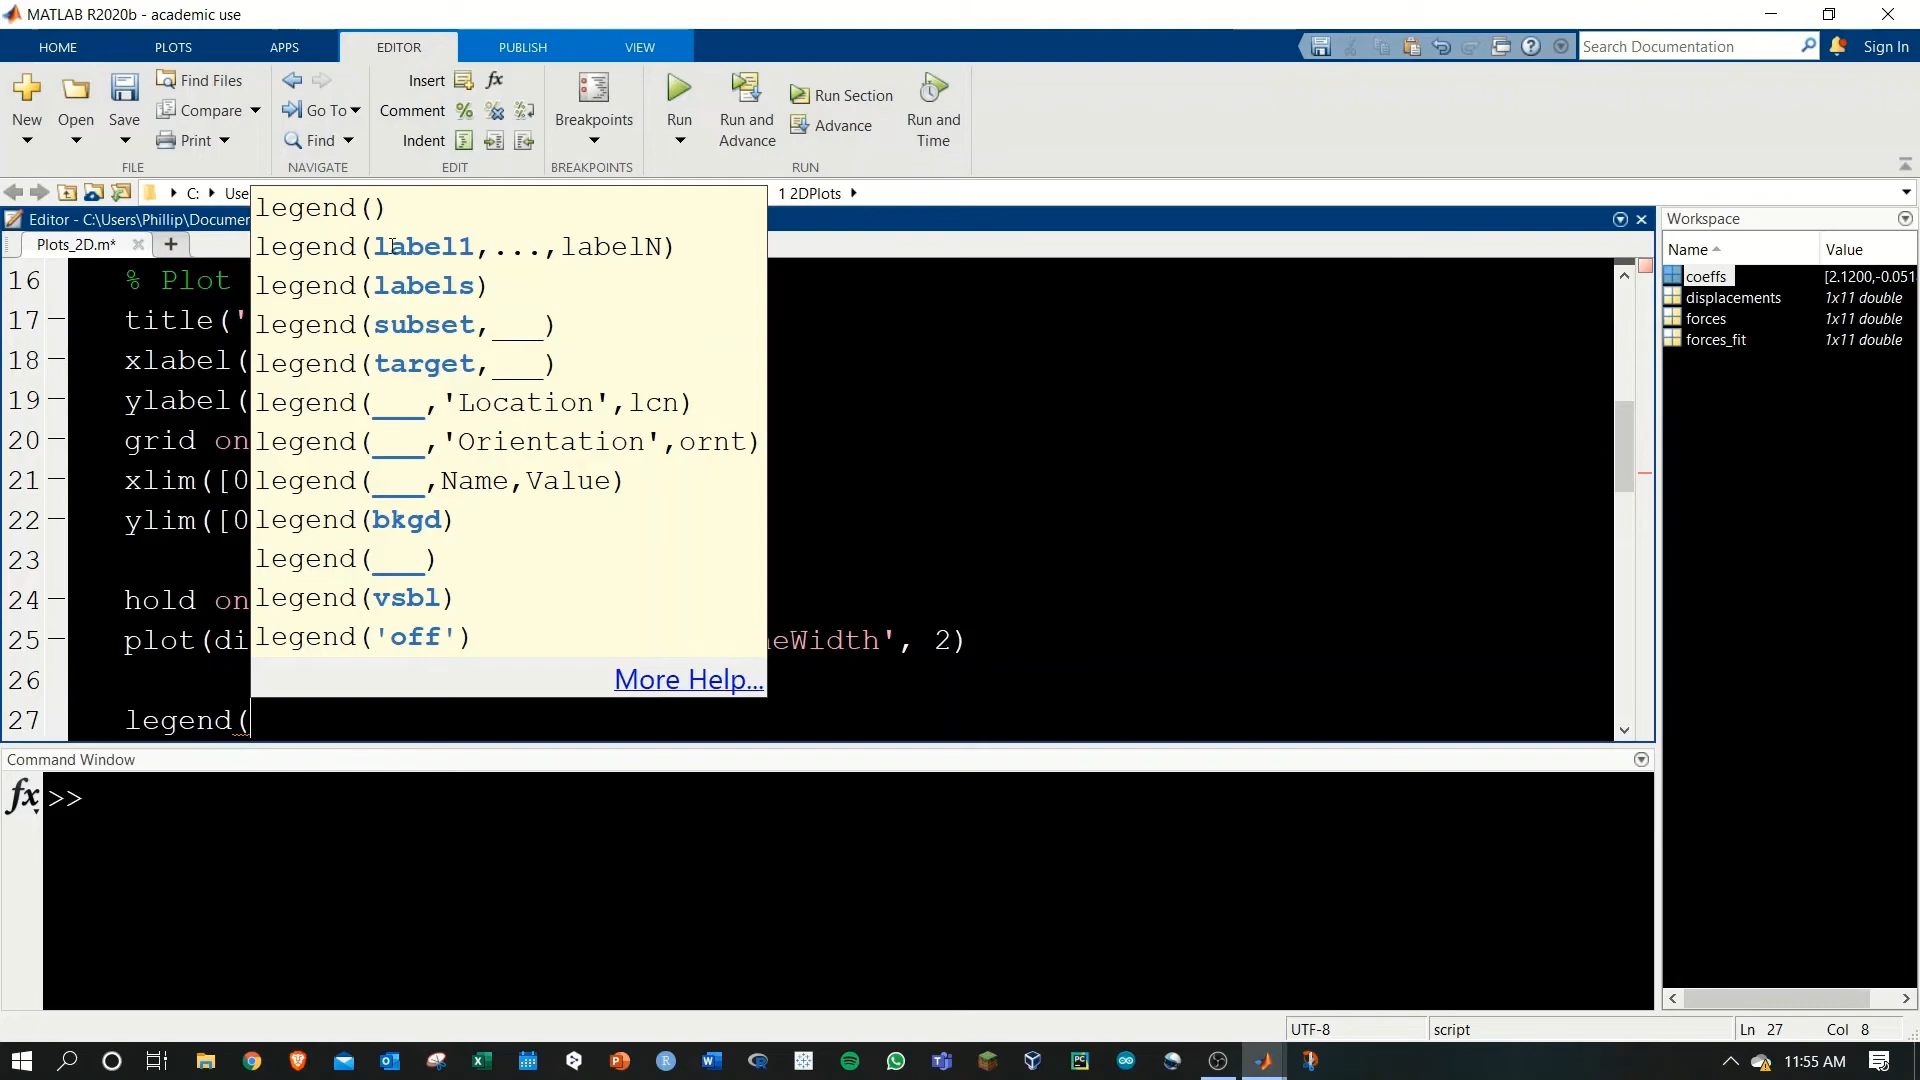 MATLAB R2020b - academic use
HOME PLOTS APPS EDITOR PUBLISH VIEW
Search Documentation
Sign In
New
Open
Save
Find Files
Compare
Print
FILE
Go To
Find
NAVIGATE
Insert
Comment
Indent
EDIT
Breakpoints
BREAKPOINTS
Run
Run and Advance
Run Section
Advance
Run and Time
RUN
C: Use
1 2DPlots
Editor - C:\Users\Phillip\Documen
Plots_2D.m*
16 % Plot
17 title('
18 xlabel(
19 ylabel(
20 grid on
21 xlim([0
22 ylim([0
23
24 hold on
25 plot(di eWidth', 2)
26
27 legend(
legend()
legend(label1,...,labelN)
legend(labels)
legend(subset,___)
legend(target,___)
legend(___,'Location',lcn)
legend(___,'Orientation',ornt)
legend(___,Name,Value)
legend(bkgd)
legend(___)
legend(vsbl)
legend('off')
More Help...
Workspace
Name Value
coeffs [2.1200,-0.051
displacements 1x11 double
forces 1x11 double
forces_fit 1x11 double
Command Window
fx >>
UTF-8 script Ln 27 Col 8
11:55 AM